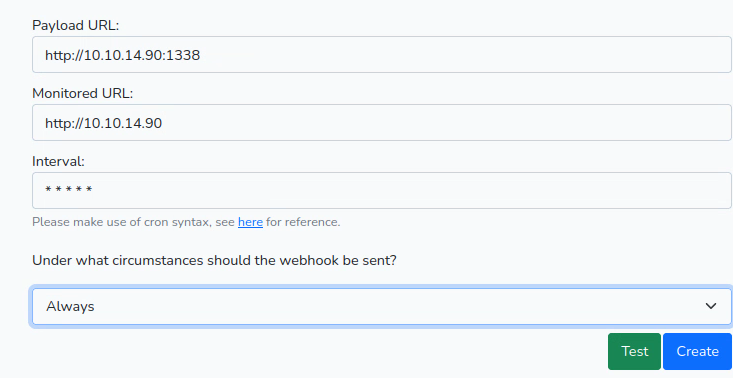 Payload URL:
http://10.10.14.90:1338
Monitored URL:
http://10.10.14.90
Interval:
* * * * *
Please make use of cron syntax, see here for reference.
Under what circumstances should the webhook be sent?
Always
Test Create